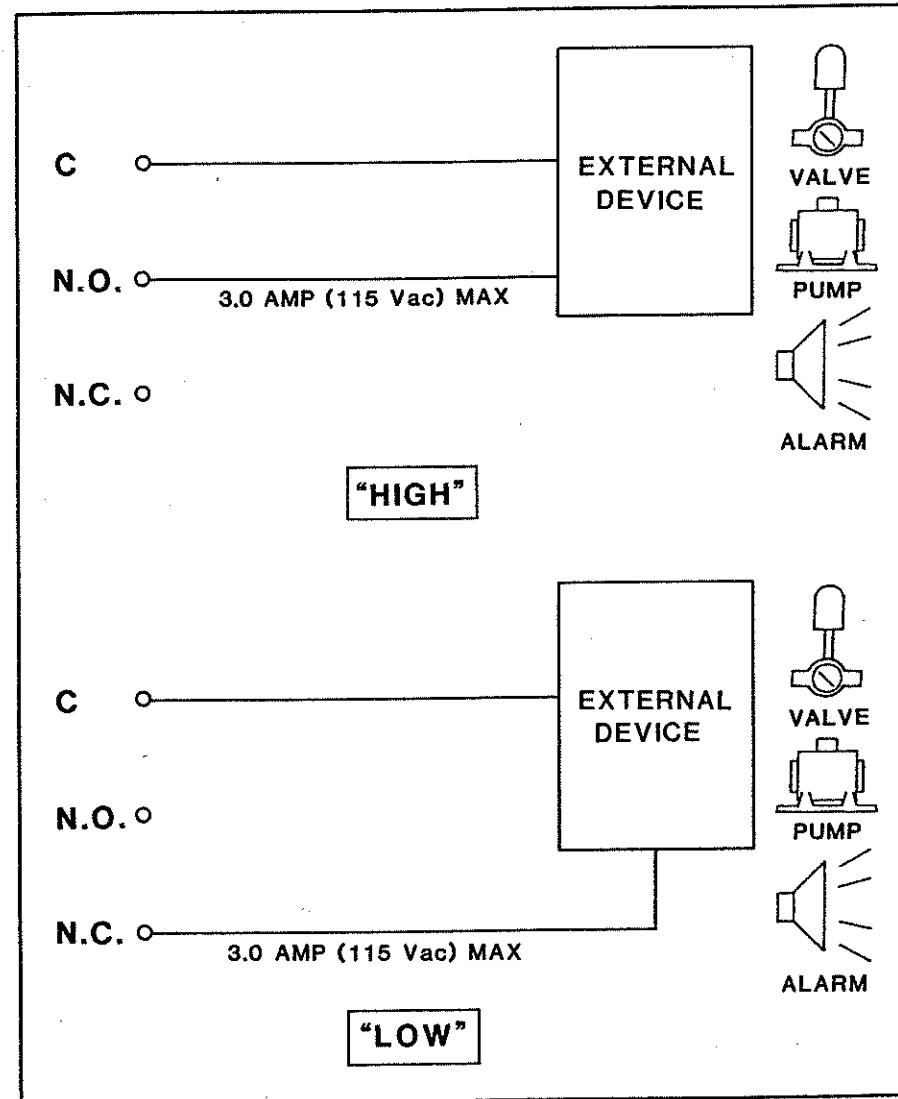 C
EXTERNAL
DEVICE
VALVE
N.O.
3.0 AMP (115 Vac) MAX
PUMP
N.C.
ALARM
"HIGH"
C
EXTERNAL
DEVICE
VALVE
N.O.
PUMP
N.C.
3.0 AMP (115 Vac) MAX
ALARM
"LOW"